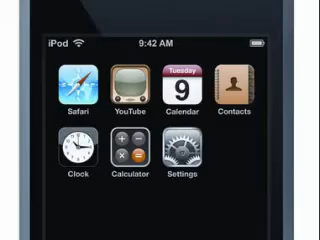 iPod 9:42 AM
Tuesday
9
Safari YouTube Calendar Contacts
Clock Calculator Settings